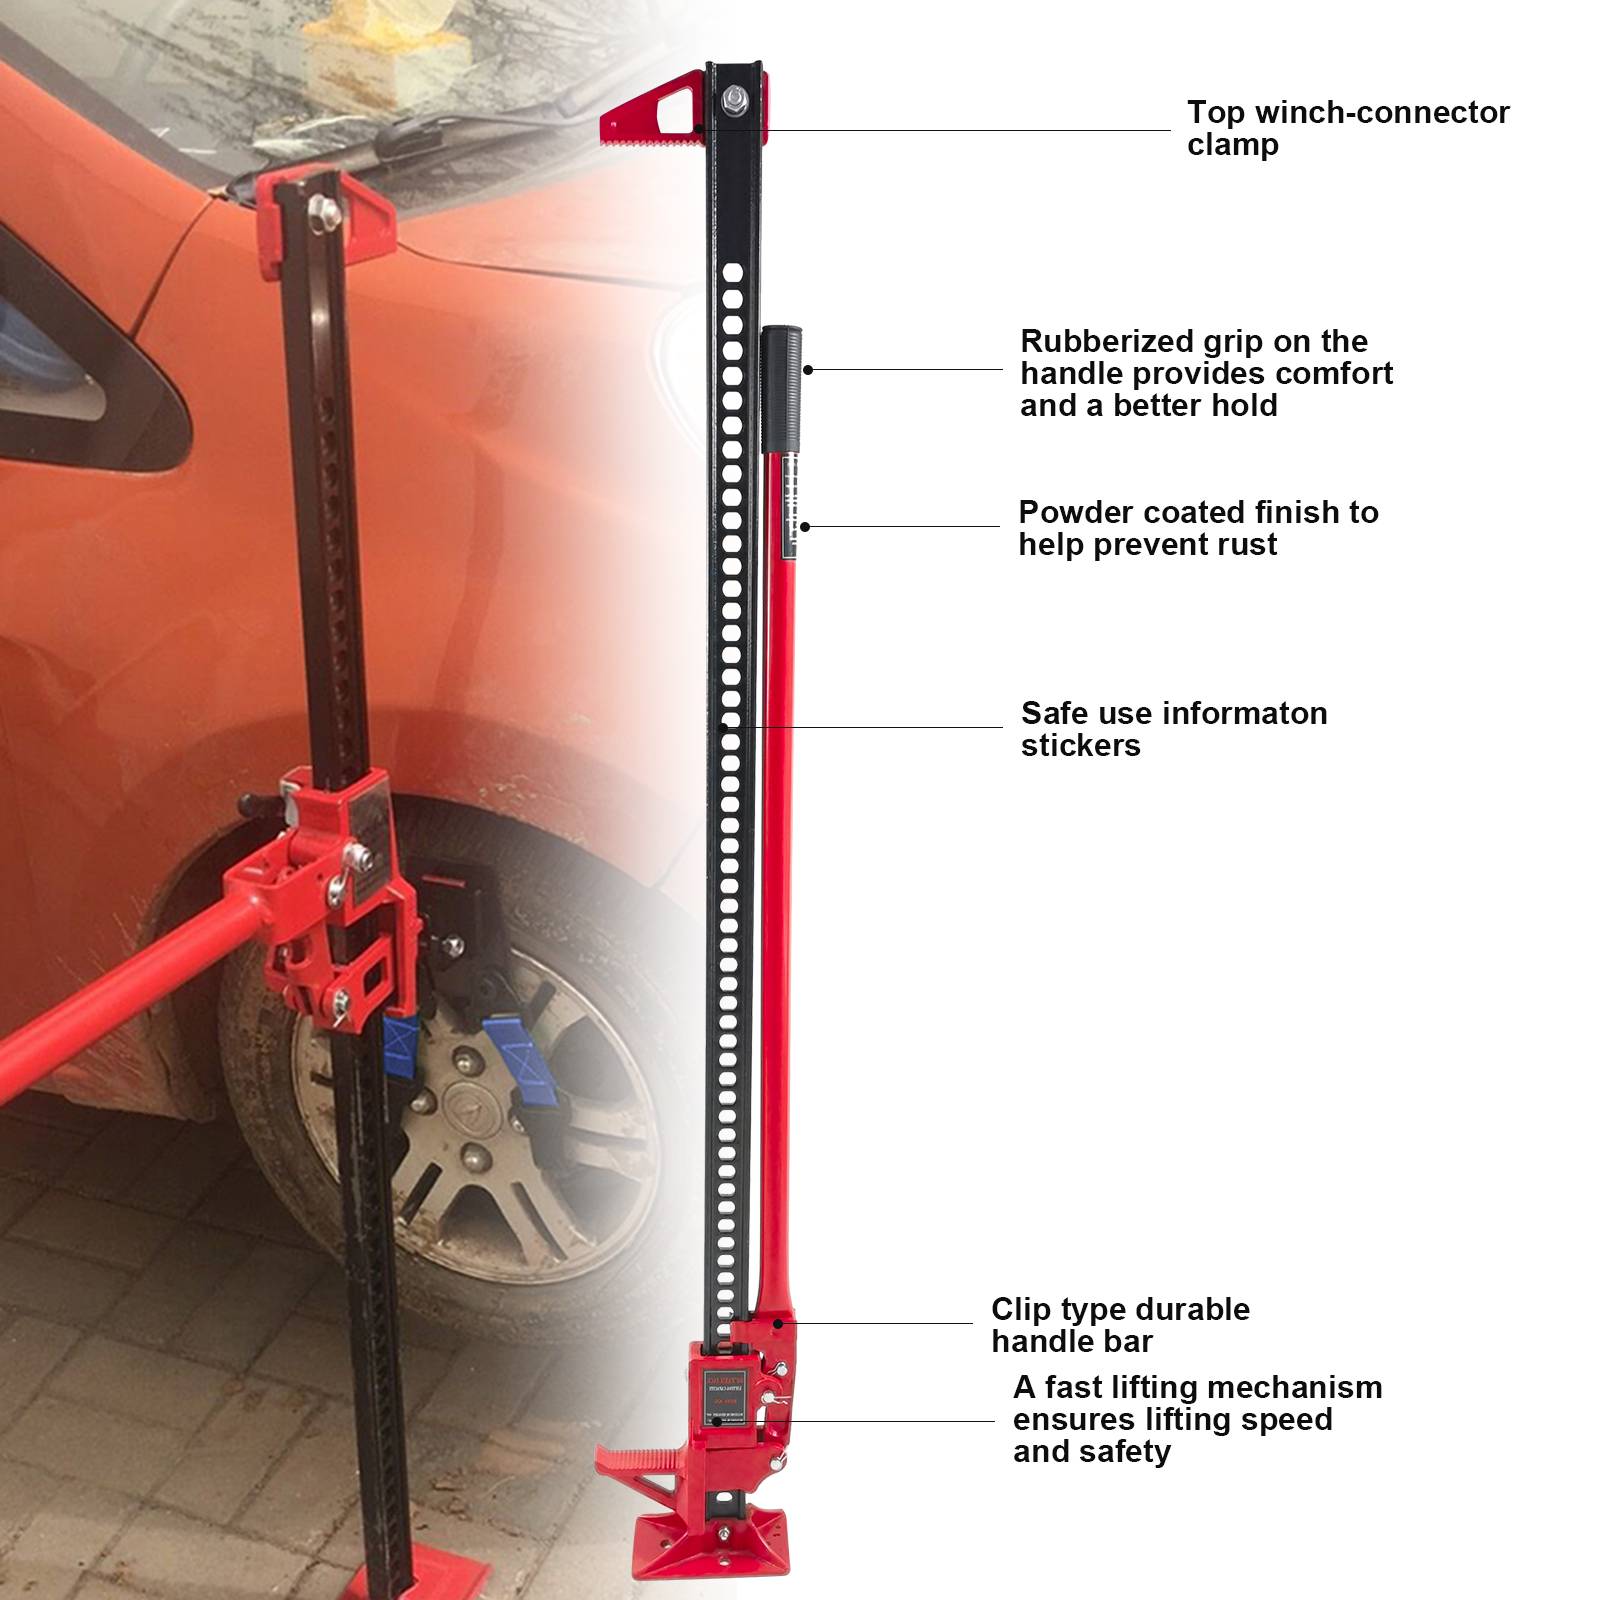 Top winch-connector
clamp
Rubberized grip on the
handle provides comfort
and a better hold
Powder coated finish to
help prevent rust
Safe use informaton
stickers
Clip type durable
handle bar
A fast lifting mechanism
ensures lifting speed
and safety